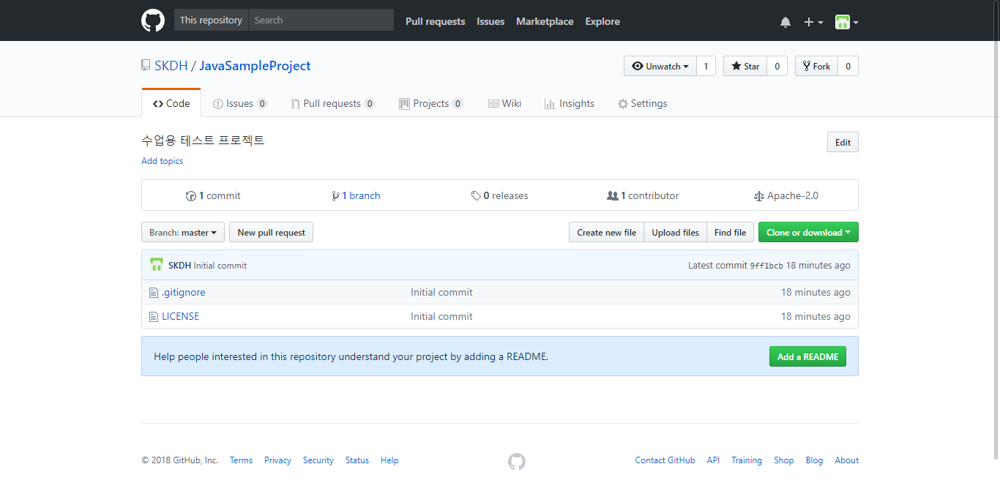 This repository Search Pull requests Issues Marketplace Explore
SKDH / JavaSampleProject Unwatch 1 Star 0 Fork 0
Code Issues 0 Pull requests 0 Projects 0 Wiki Insights Settings
수업용 테스트 프로젝트 Edit
Add topics
1 commit 1 branch 0 releases 1 contributor Apache-2.0
Branch: master New pull request Create new file Upload files Find file Clone or download
SKDH Initial commit Latest commit 9ff1bcb 18 minutes ago
.gitignore Initial commit 18 minutes ago
LICENSE Initial commit 18 minutes ago
Help people interested in this repository understand your project by adding a README. Add a README
© 2018 GitHub, Inc. Terms Privacy Security Status Help Contact GitHub API Training Shop Blog About